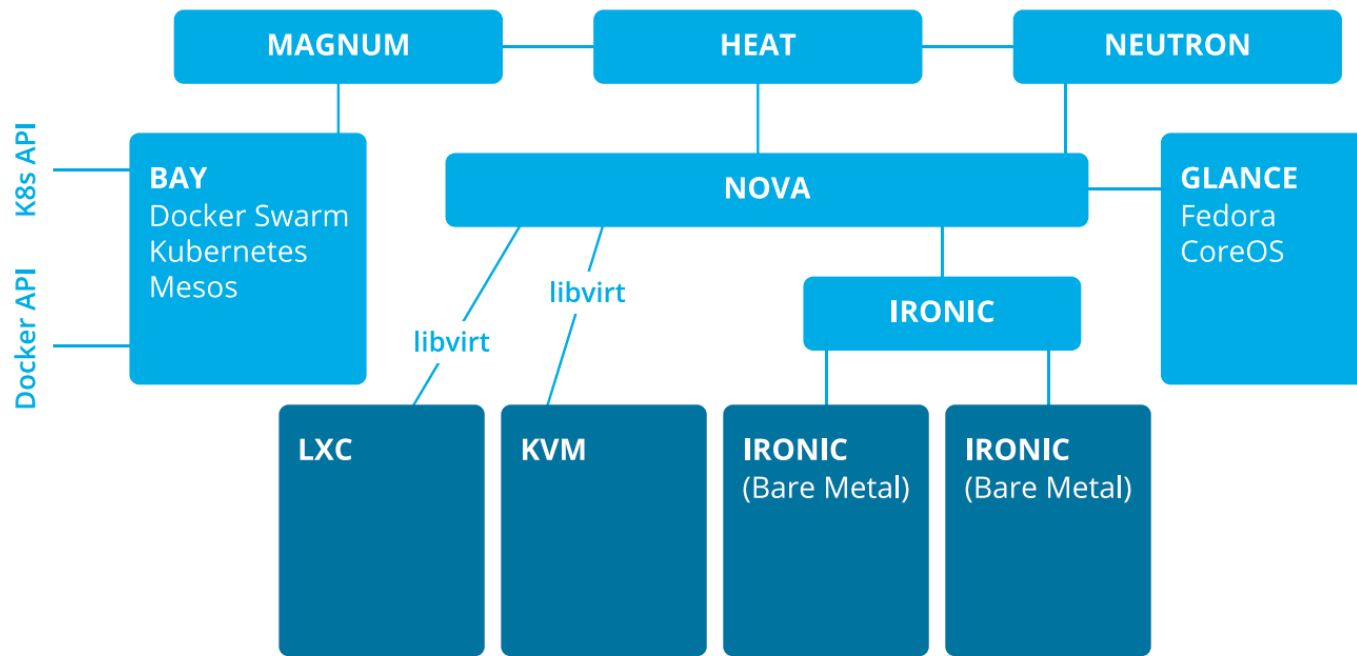 MAGNUM
HEAT
NEUTRON
K8s API
Docker API
BAY
Docker Swarm
Kubernetes
Mesos
NOVA
GLANCE
Fedora
CoreOS
libvirt
libvirt
IRONIC
LXC
KVM
IRONIC
(Bare Metal)
IRONIC
(Bare Metal)